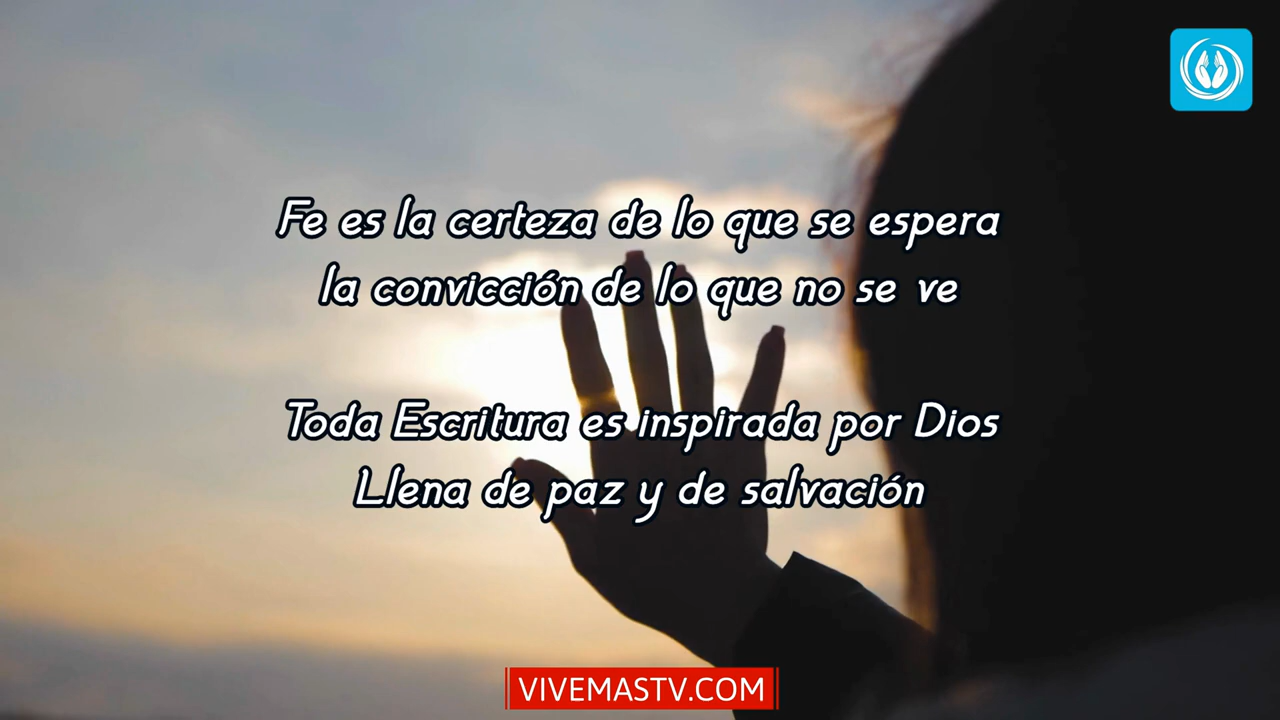 Fe es la certeza de lo que se espera
la convicción de lo que no se ve
Toda Escritura es inspirada por Dios
Llena de paz y de salvación
VIVEMASTV.COM